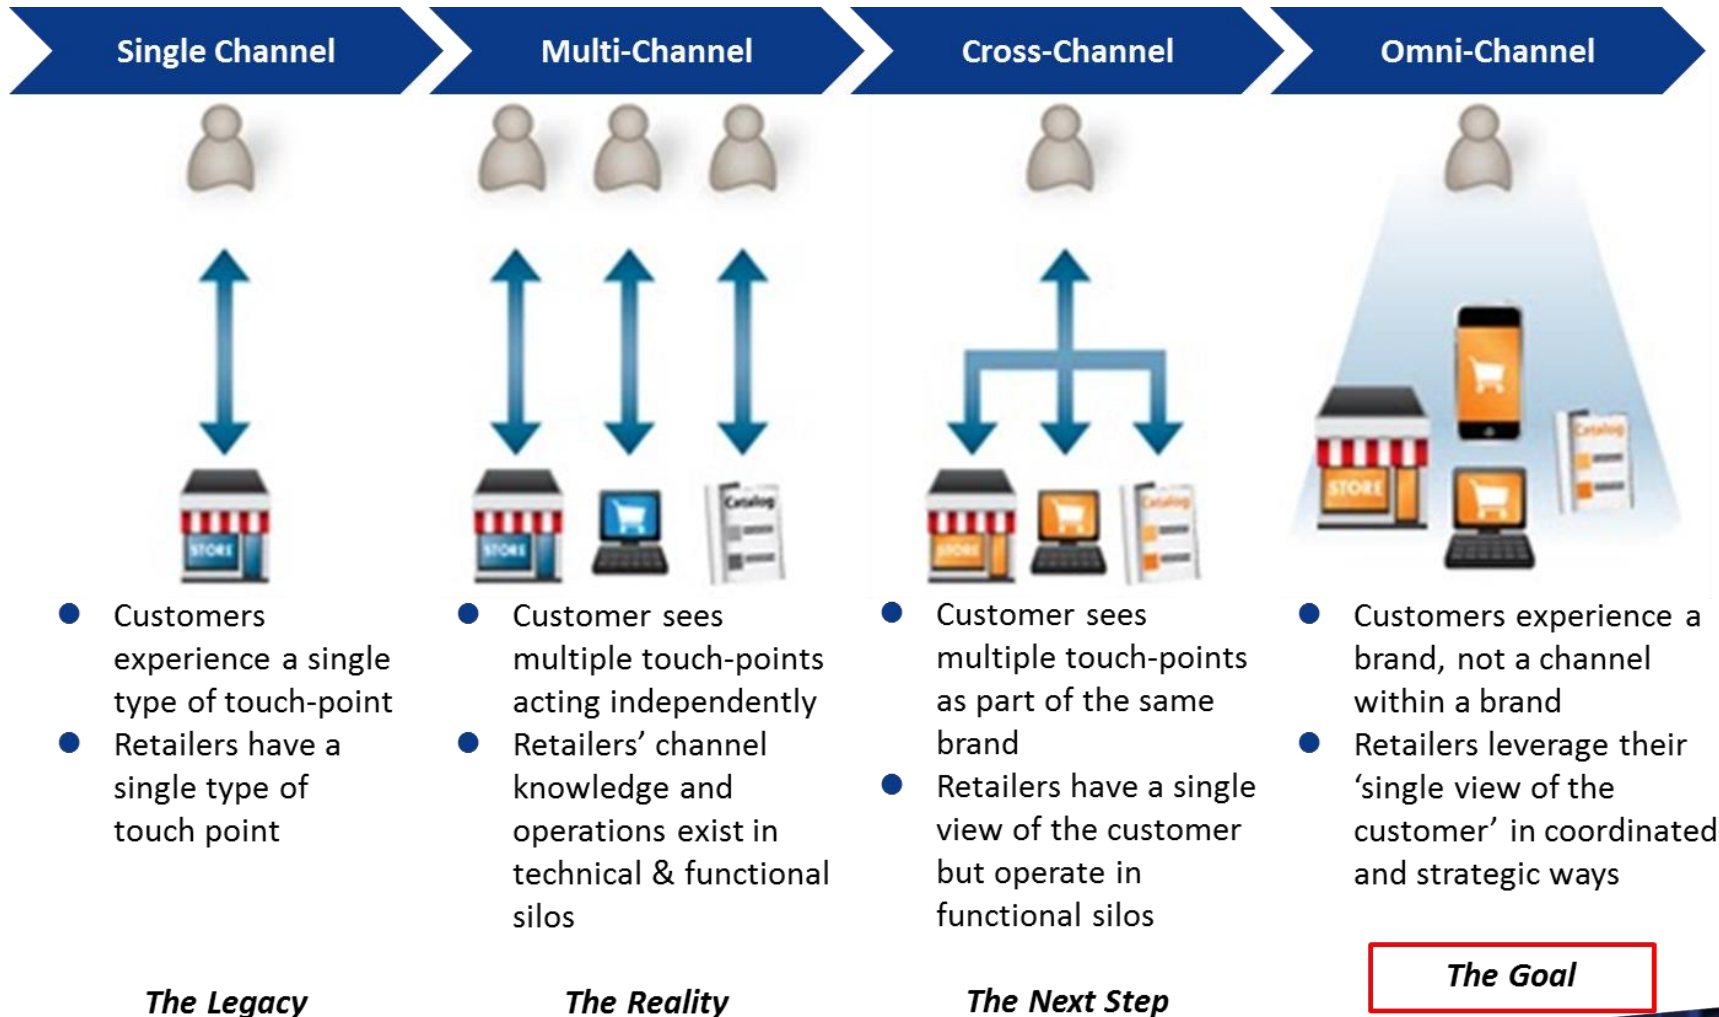 Single Channel
Multi-Channel
Cross-Channel
Omni-Channel
STORE
STORE
Catalog
STORE
Catalog
STORE
Catalog
Customers
experience a single
type of touch-point
Retailers have a
single type of
touch point
The Legacy
Customer sees
multiple touch-points
acting independently
Retailers’ channel
knowledge and
operations exist in
technical & functional
silos
The Reality
Customer sees
multiple touch-points
as part of the same
brand
Retailers have a single
view of the customer
but operate in
functional silos
The Next Step
Customers experience a
brand, not a channel
within a brand
Retailers leverage their
‘single view of the
customer’ in coordinated
and strategic ways
The Goal